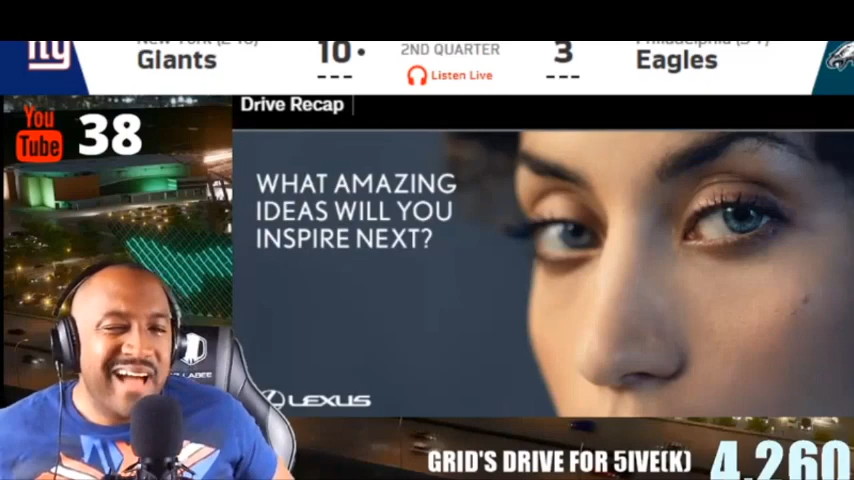 ny
10
2ND QUARTER
3
Giants
Listen Live
Eagles
You
Tube
38
Drive Recap
WHAT AMAZING
IDEAS WILL YOU
INSPIRE NEXT?
LEXUS
GRID'S DRIVE FOR 5IVE(K)
4,260